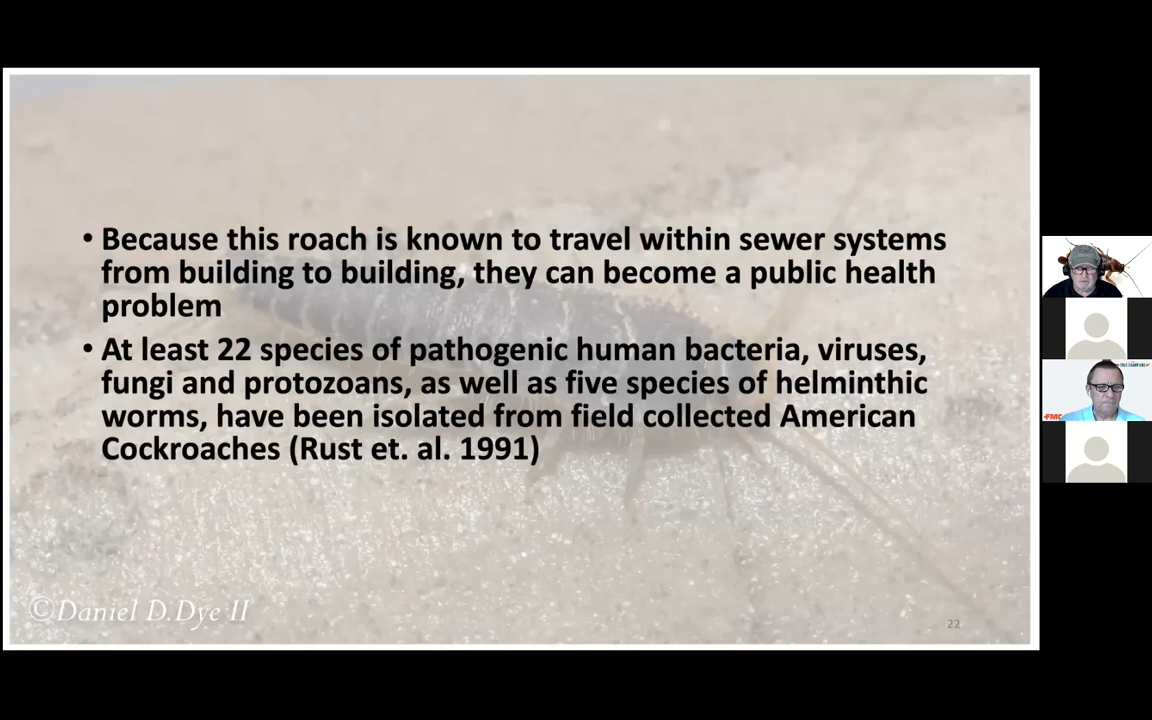 • Because this roach is known to travel within sewer systems
from building to building, they can become a public health
problem
• At least 22 species of pathogenic human bacteria, viruses,
fungi and protozoans, as well as five species of helminthic
worms, have been isolated from field collected American
Cockroaches (Rust et. al. 1991)
©Daniel D.Dye II
22
FMC